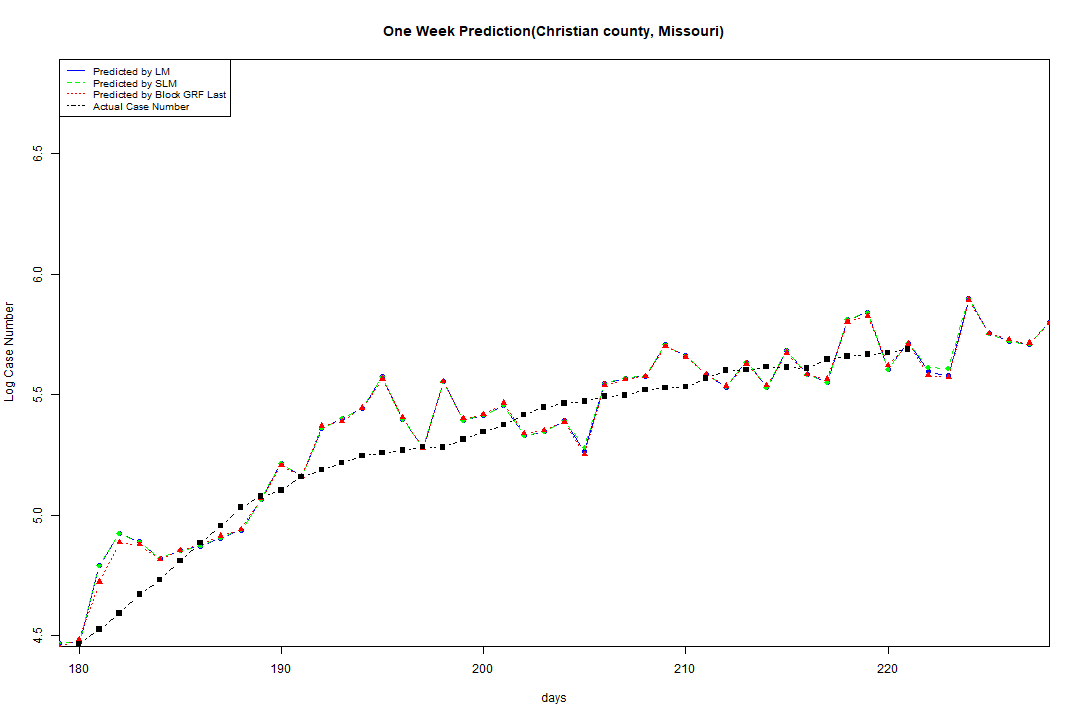 One Week Prediction(Christian county, Missouri)
Predicted by LM
Predicted by SLM
Predicted by Block GRF Last
Actual Case Number
6.5
6.0
5.5
5.0
4.5
Log Case Number
180 190 200 210 220
days